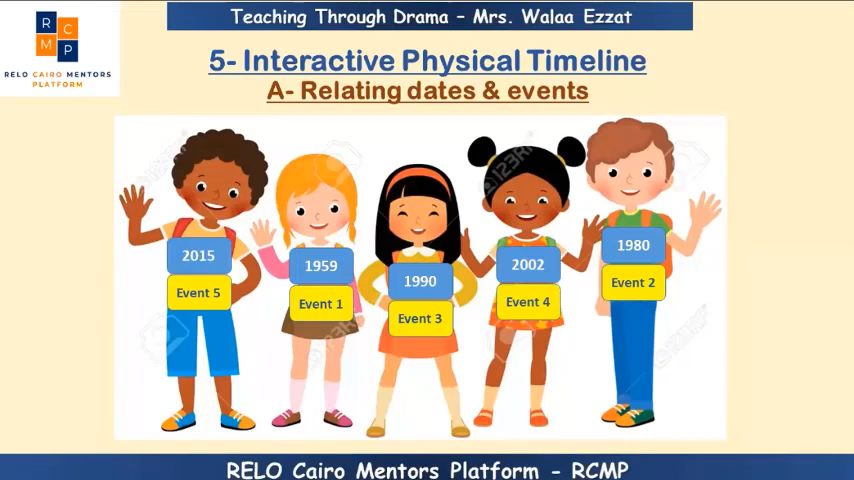 Teaching Through Drama – Mrs. Walaa Ezzat
R C
M P
RELO CAIRO MENTORS
PLATFORM
5- Interactive Physical Timeline
A- Relating dates & events
2015
Event 5
1959
Event 1
1990
Event 3
2002
Event 4
1980
Event 2
RELO Cairo Mentors Platform - RCMP